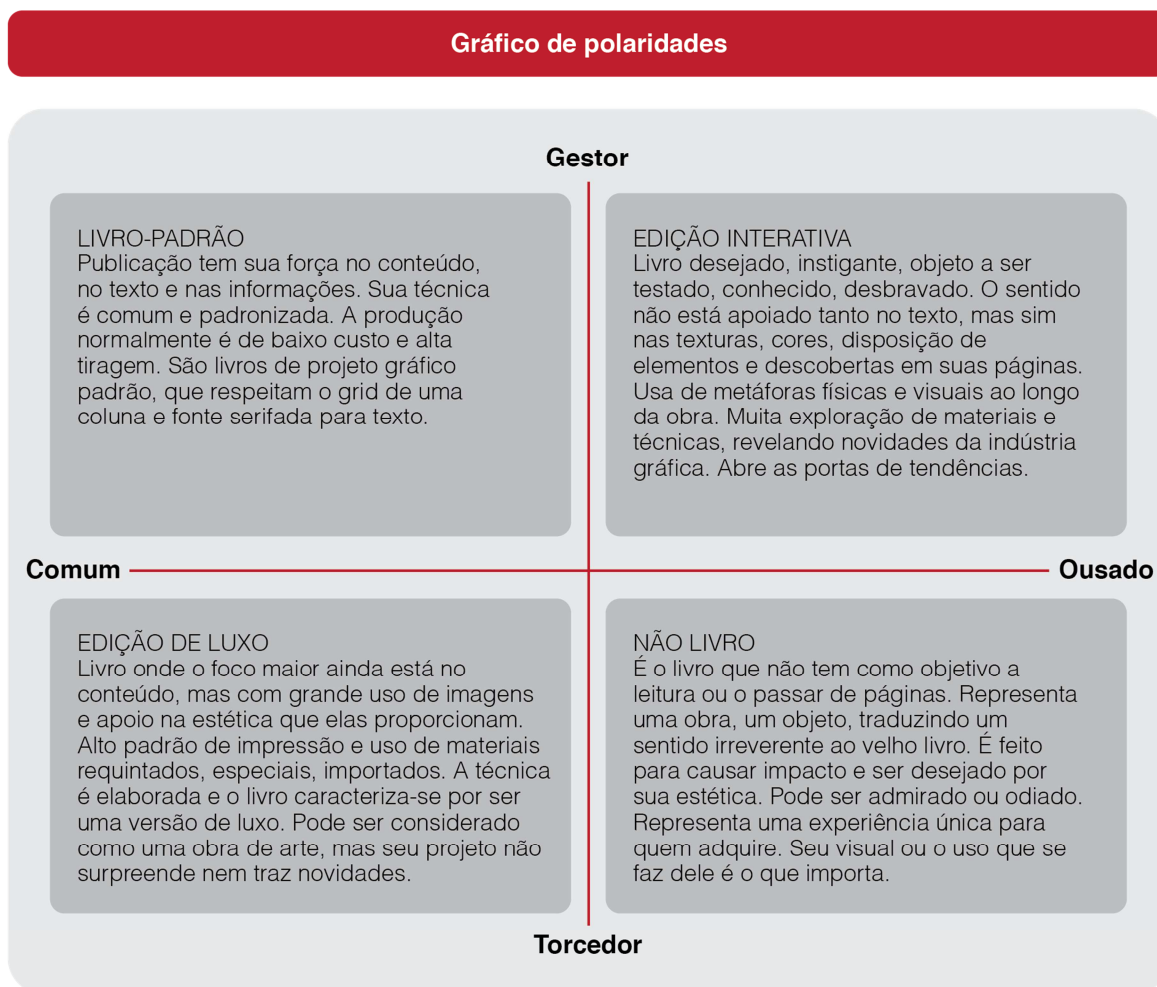 Gráfico de polaridades
Gestor
LIVRO-PADRÃO
Publicação tem sua força no conteúdo,
no texto e nas informações. Sua técnica
é comum e padronizada. A produção
normalmente é de baixo custo e alta
tiragem. São livros de projeto gráfico
padrão, que respeitam o grid de uma
coluna e fonte serifada para texto.
EDIÇÃO INTERATIVA
Livro desejado, instigante, objeto a ser
testado, conhecido, desbravado. O sentido
não está apoiado tanto no texto, mas sim
nas texturas, cores, disposição de
elementos e descobertas em suas páginas.
Usa de metáforas físicas e visuais ao longo
da obra. Muita exploração de materiais e
técnicas, revelando novidades da indústria
gráfica. Abre as portas de tendências.
Comum
Ousado
EDIÇÃO DE LUXO
Livro onde o foco maior ainda está no
conteúdo, mas com grande uso de imagens
e apoio na estética que elas proporcionam.
Alto padrão de impressão e uso de materiais
requintados, especiais, importados. A técnica
é elaborada e o livro caracteriza-se por ser
uma versão de luxo. Pode ser considerado
como uma obra de arte, mas seu projeto não
surpreende nem traz novidades.
NÃO LIVRO
É o livro que não tem como objetivo a
leitura ou o passar de páginas. Representa
uma obra, um objeto, traduzindo um
sentido irreverente ao velho livro. É feito
para causar impacto e ser desejado por
sua estética. Pode ser admirado ou odiado.
Representa uma experiência única para
quem adquire. Seu visual ou o uso que se
faz dele é o que importa.
Torcedor